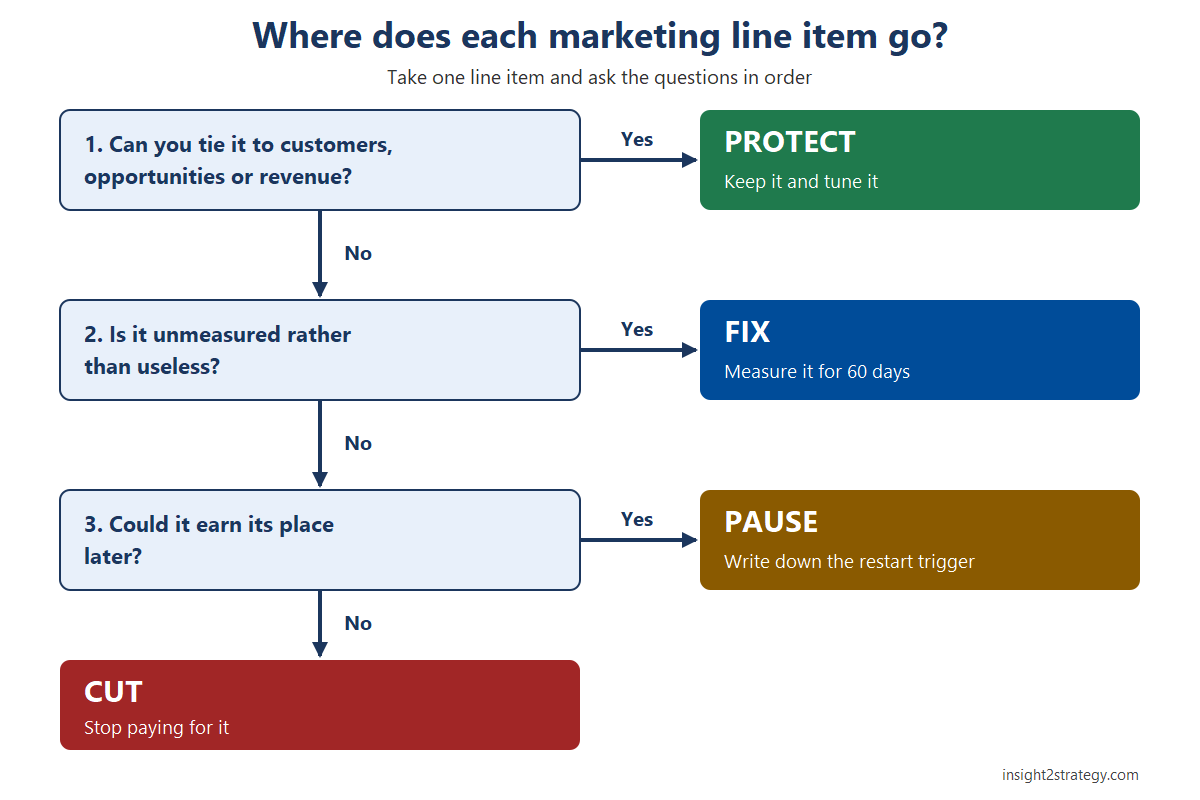 Where does each marketing line item go?
Take one line item and ask the questions in order
1. Can you tie it to customers,
opportunities or revenue?
Yes
PROTECT
Keep it and tune it
No
2. Is it unmeasured rather
than useless?
Yes
FIX
Measure it for 60 days
No
3. Could it earn its place
later?
Yes
PAUSE
Write down the restart trigger
No
CUT
Stop paying for it
insight2strategy.com